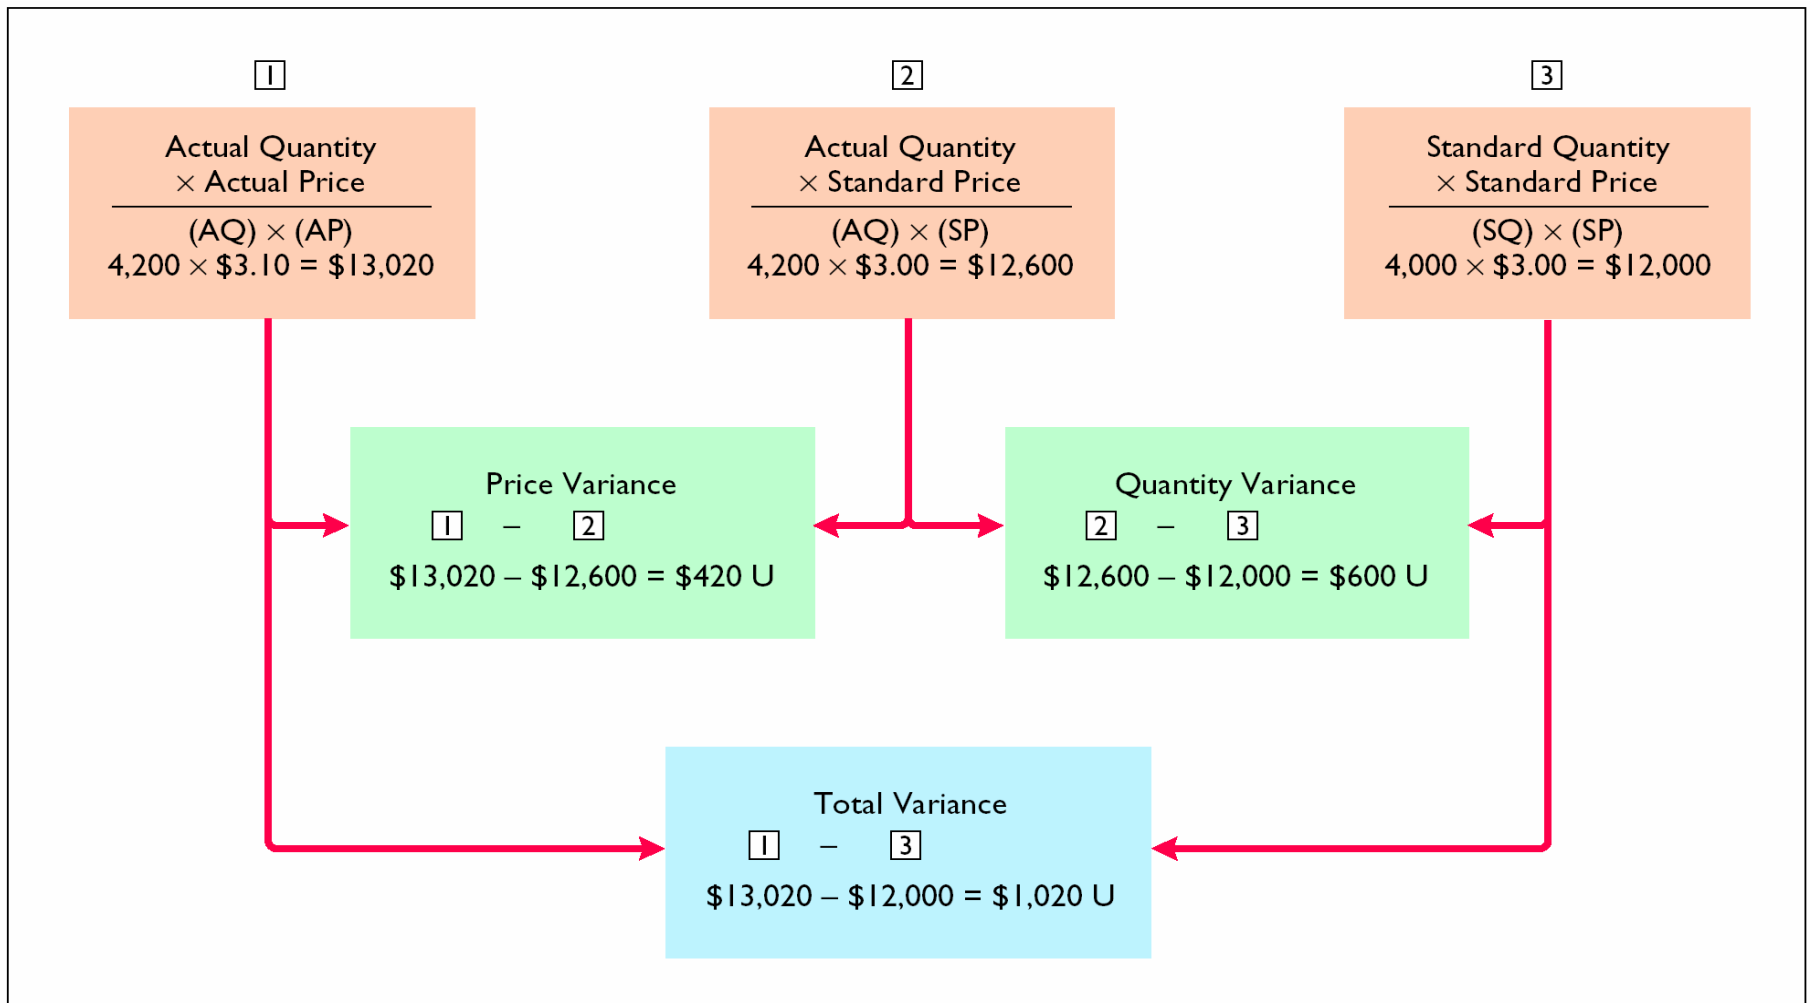 1
Actual Quantity
× Actual Price
(AQ) × (AP)
4,200 × $3.10 = $13,020
2
Actual Quantity
× Standard Price
(AQ) × (SP)
4,200 × $3.00 = $12,600
3
Standard Quantity
× Standard Price
(SQ) × (SP)
4,000 × $3.00 = $12,000
Price Variance
1 – 2
$13,020 – $12,600 = $420 U
Quantity Variance
2 – 3
$12,600 – $12,000 = $600 U
Total Variance
1 – 3
$13,020 – $12,000 = $1,020 U